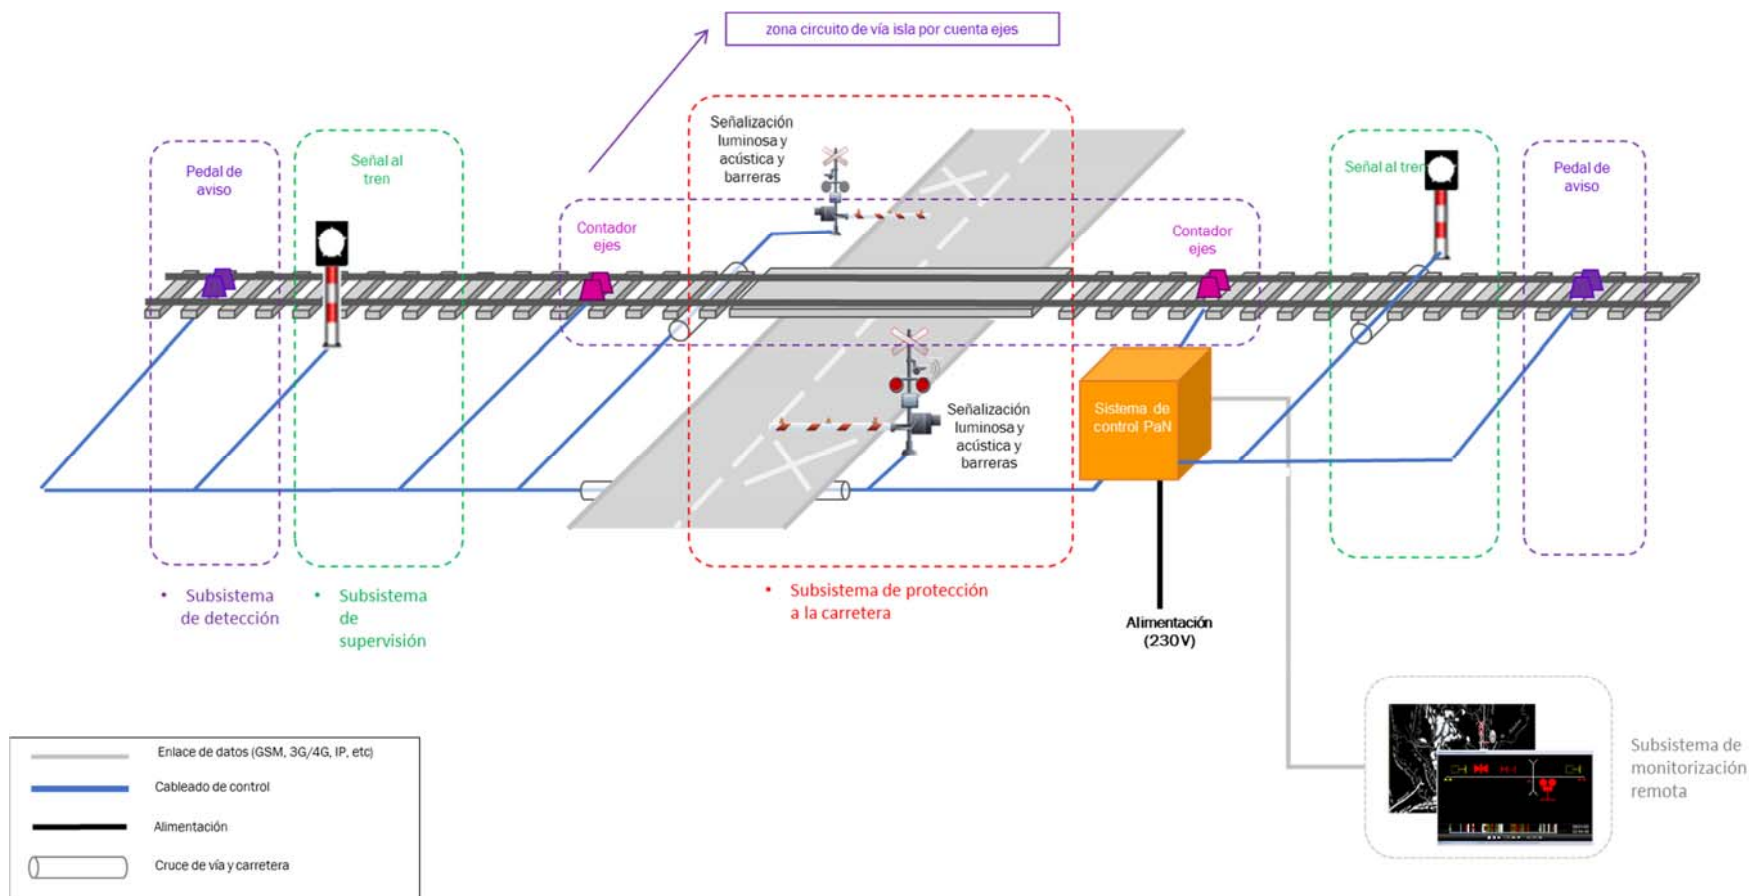 zona circuito de vía isla por cuenta ejes
Pedal de
aviso
Señal al
tren
Señalización
luminosa y
acústica y
barreras
Contador
ejes
Contador
ejes
Señal al tren
Pedal de
aviso
Señalización
luminosa y
acústica y
barreras
Sistema de
control PaN
• Subsistema
de detección
• Subsistema
de
supervisión
• Subsistema de protección
a la carretera
Alimentación
(230V)
Enlace de datos (GSM, 3G/4G, IP, etc)
Cableado de control
Alimentación
Cruce de vía y carretera
Subsistema de
monitorización
remota